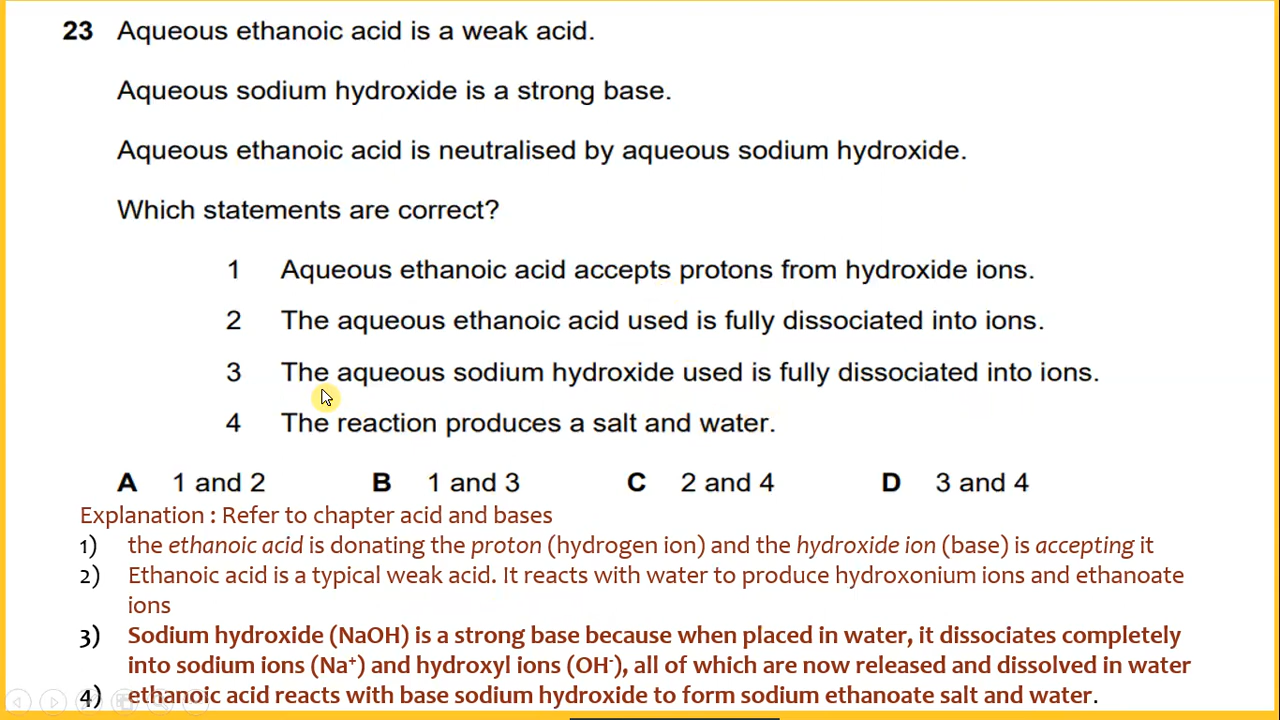 23 Aqueous ethanoic acid is a weak acid.
Aqueous sodium hydroxide is a strong base.
Aqueous ethanoic acid is neutralised by aqueous sodium hydroxide.
Which statements are correct?
1 Aqueous ethanoic acid accepts protons from hydroxide ions.
2 The aqueous ethanoic acid used is fully dissociated into ions.
3 The aqueous sodium hydroxide used is fully dissociated into ions.
4 The reaction produces a salt and water.
A 1 and 2 B 1 and 3 C 2 and 4 D 3 and 4
Explanation : Refer to chapter acid and bases
1) the ethanoic acid is donating the proton (hydrogen ion) and the hydroxide ion (base) is accepting it
2) Ethanoic acid is a typical weak acid. It reacts with water to produce hydroxonium ions and ethanoate
ions
3) Sodium hydroxide (NaOH) is a strong base because when placed in water, it dissociates completely
into sodium ions (Na⁺) and hydroxyl ions (OH⁻), all of which are now released and dissolved in water
4) ethanoic acid reacts with base sodium hydroxide to form sodium ethanoate salt and water.